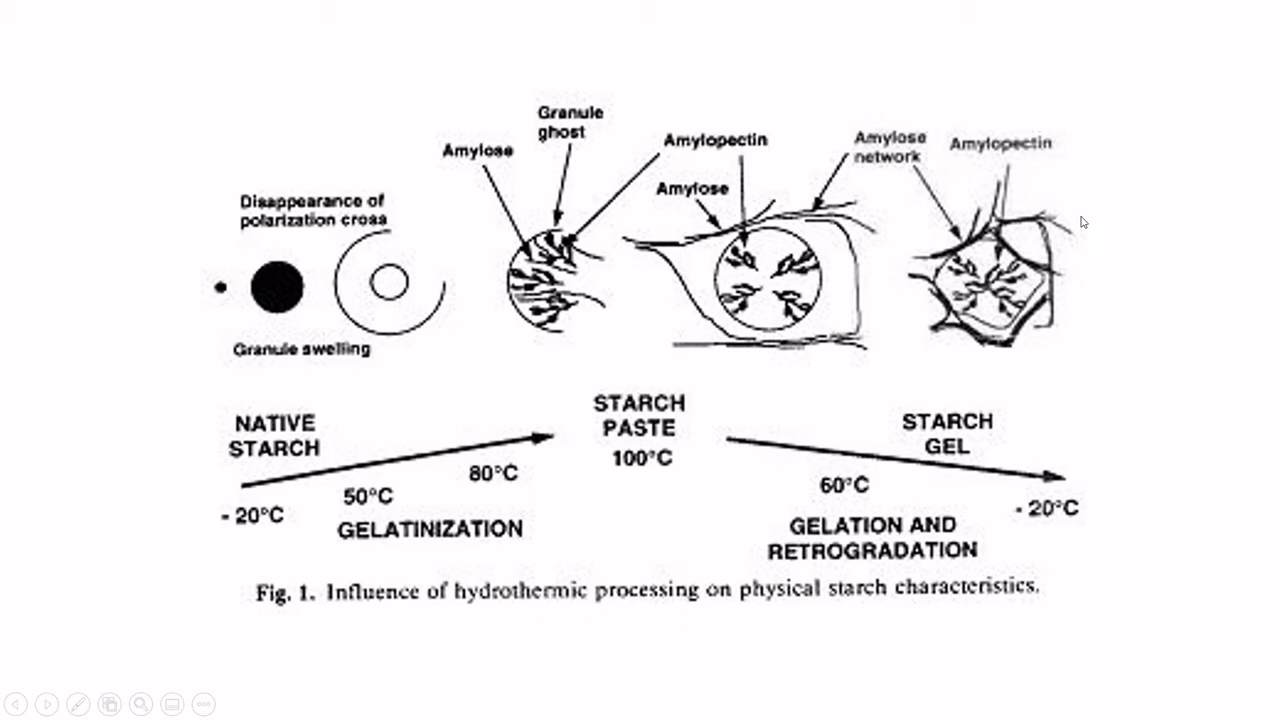 Granule
ghost
Amylose
Amylopectin
Amylose
Amylose
network
Amylopectin
Disappearance of
polarization cross
Granule swelling
NATIVE
STARCH
STARCH
PASTE
100°C
STARCH
GEL
- 20°C
50°C
80°C
60°C
- 20°C
GELATINIZATION
GELATION AND
RETROGRADATION
Fig. 1. Influence of hydrothermic processing on physical starch characteristics.